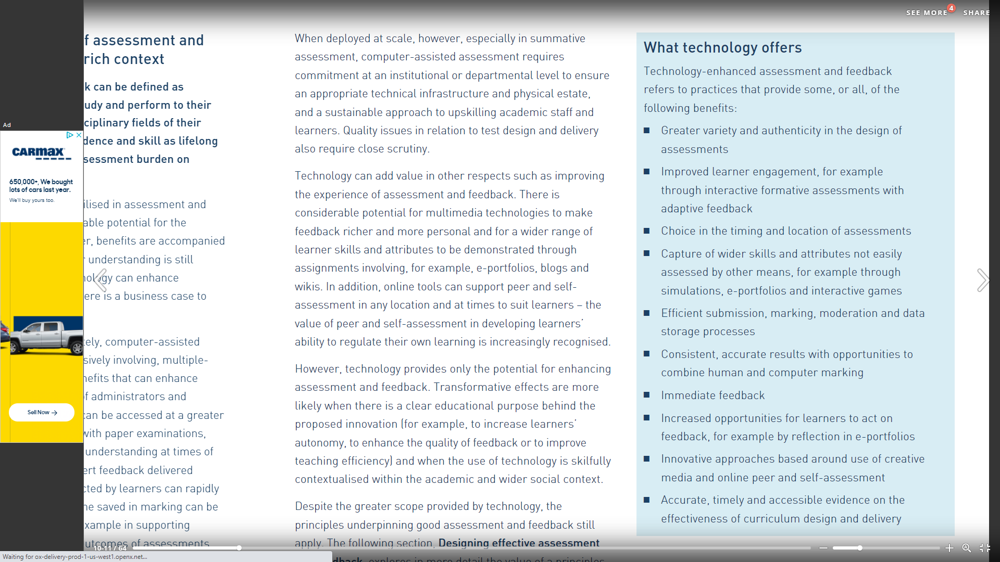 SEE MORE 4 SHARE
Ad
CARMAX
650,000+, We bought
lots of cars last year.
We'll buy yours too.
Sell Now →
f assessment and
rich context
k can be defined as
udy and perform to their
ciplinary fields of their
dence and skill as lifelong
sessment burden on
ilised in assessment and
able potential for the
er, benefits are accompanied
r understanding is still
nology can enhance
ere is a business case to
tely, computer-assisted
sively involving, multiple-
nefits that can enhance
of administrators and
can be accessed at a greater
with paper examinations,
understanding at times of
ert feedback delivered
cted by learners can rapidly
ne saved in marking can be
xample in supporting
utcomes of assessments
When deployed at scale, however, especially in summative
assessment, computer-assisted assessment requires
commitment at an institutional or departmental level to ensure
an appropriate technical infrastructure and physical estate,
and a sustainable approach to upskilling academic staff and
learners. Quality issues in relation to test design and delivery
also require close scrutiny.
Technology can add value in other respects such as improving
the experience of assessment and feedback. There is
considerable potential for multimedia technologies to make
feedback richer and more personal and for a wider range of
learner skills and attributes to be demonstrated through
assignments involving, for example, e-portfolios, blogs and
wikis. In addition, online tools can support peer and self-
assessment in any location and at times to suit learners – the
value of peer and self-assessment in developing learners’
ability to regulate their own learning is increasingly recognised.
However, technology provides only the potential for enhancing
assessment and feedback. Transformative effects are more
likely when there is a clear educational purpose behind the
proposed innovation (for example, to increase learners’
autonomy, to enhance the quality of feedback or to improve
teaching efficiency) and when the use of technology is skilfully
contextualised within the academic and wider social context.
Despite the greater scope provided by technology, the
principles underpinning good assessment and feedback still
apply. The following section, Designing effective assessment
dback, explores in more detail the value of a principles
What technology offers
Technology-enhanced assessment and feedback
refers to practices that provide some, or all, of the
following benefits:
■ Greater variety and authenticity in the design of
assessments
■ Improved learner engagement, for example
through interactive formative assessments with
adaptive feedback
■ Choice in the timing and location of assessments
■ Capture of wider skills and attributes not easily
assessed by other means, for example through
simulations, e-portfolios and interactive games
■ Efficient submission, marking, moderation and data
storage processes
■ Consistent, accurate results with opportunities to
combine human and computer marking
■ Immediate feedback
■ Increased opportunities for learners to act on
feedback, for example by reflection in e-portfolios
■ Innovative approaches based around use of creative
media and online peer and self-assessment
■ Accurate, timely and accessible evidence on the
effectiveness of curriculum design and delivery
10-11 / 64
Waiting for ox-delivery-prod-1-us-west1.openx.net...